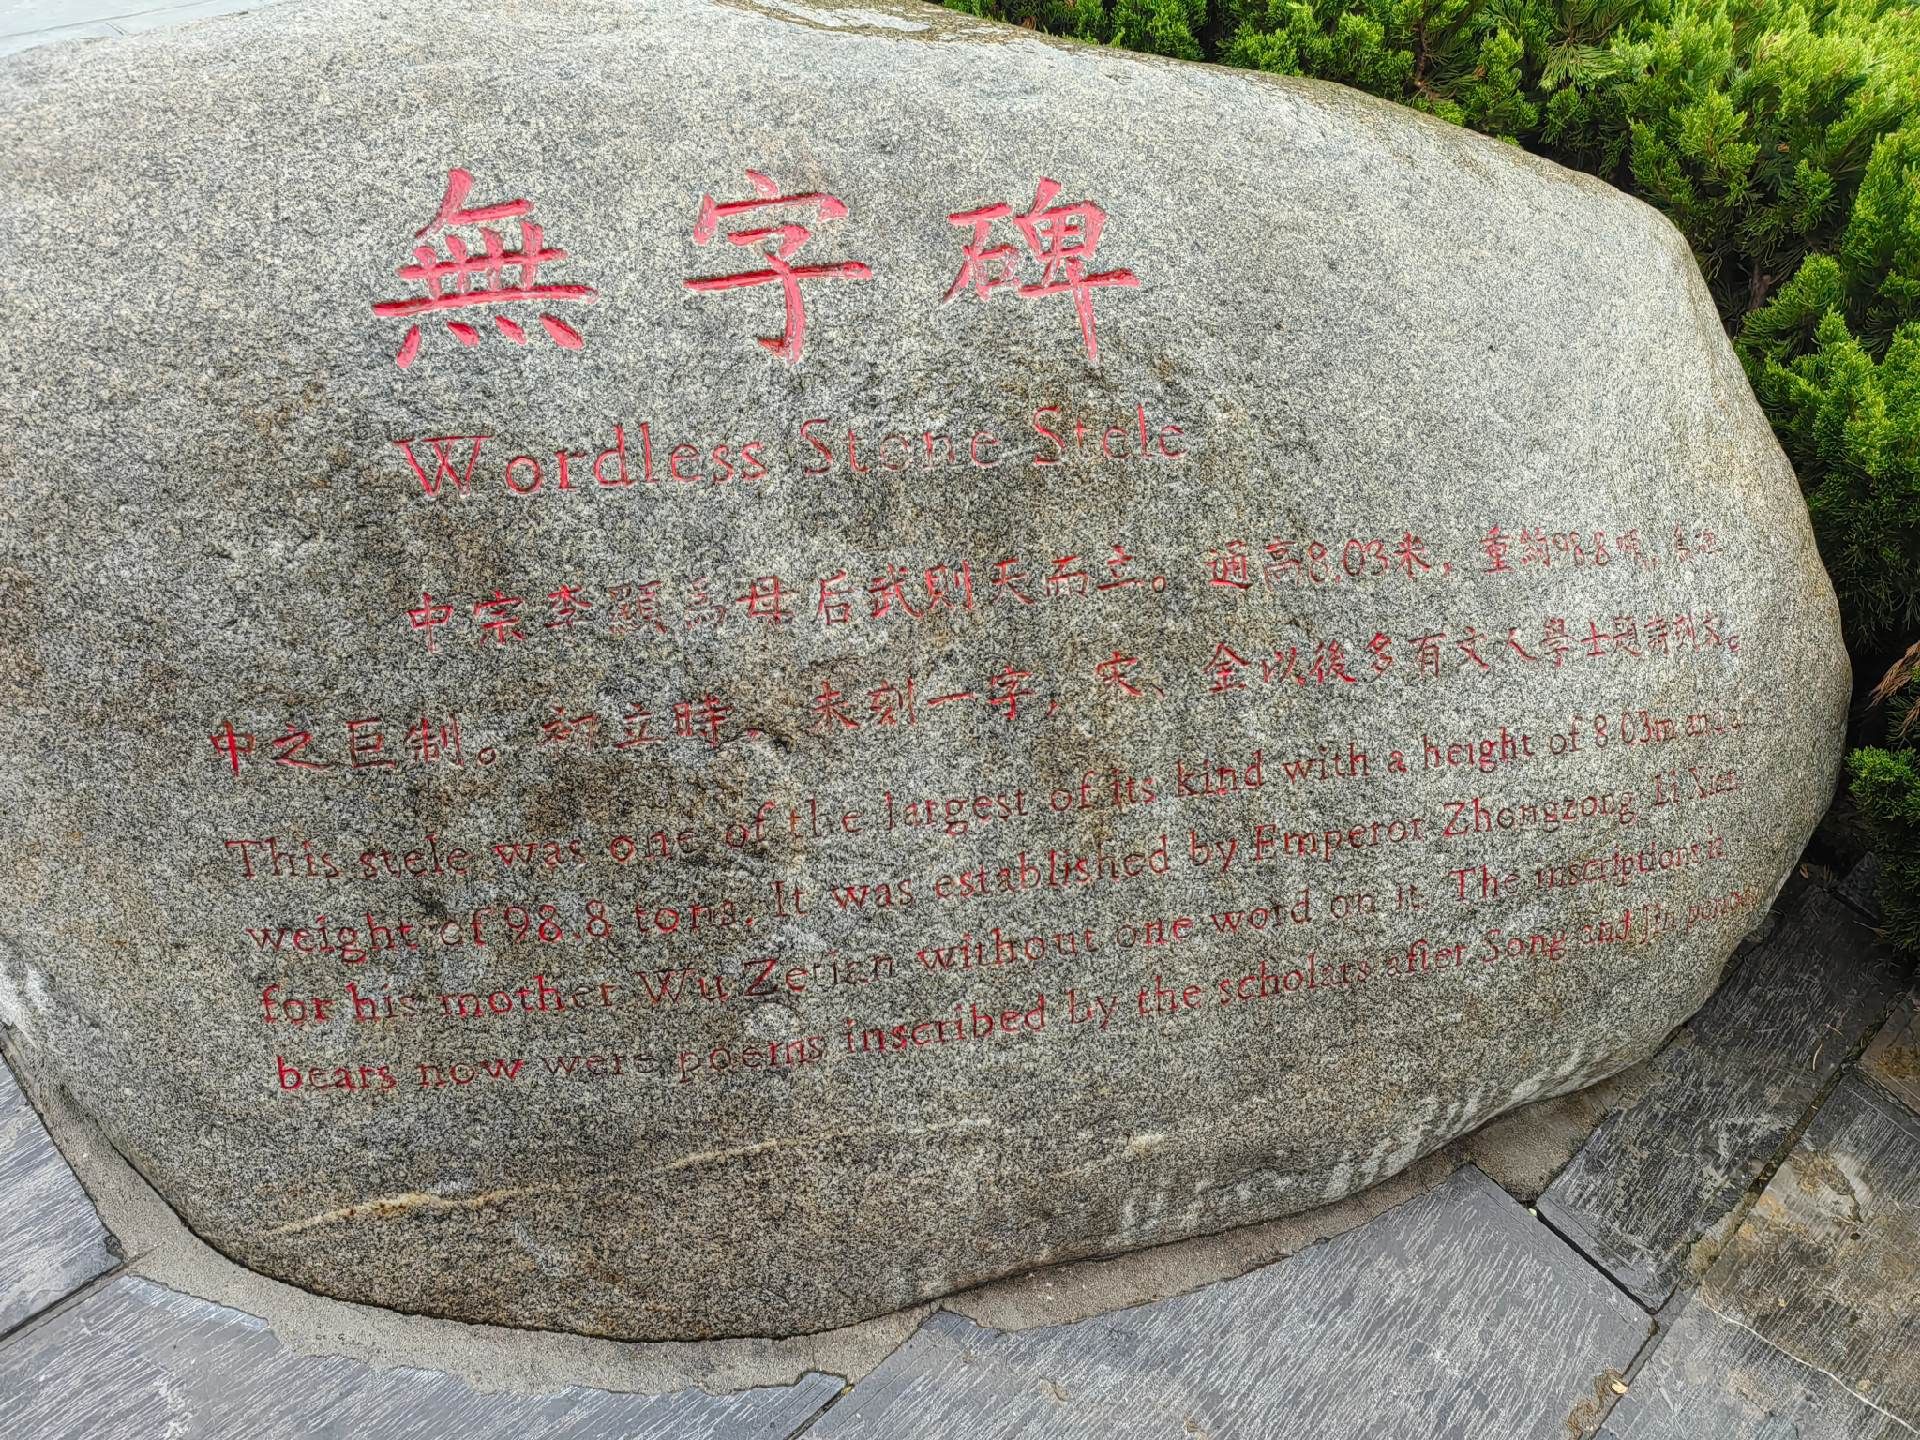 無字碑
Wordless Stone Stele
中宗李顯為母后武則天而立。通高8.03米,重約98.8噸,為碑
中之巨制。初立時,未刻一字,宋、金以後多有文人學士題詩刻文。
This stele was one of the largest of its kind with a height of 8.03m and a
weight of 98.8 tons. It was established by Emperor Zhongzong Li Xian
for his mother Wu Zetian without one word on it. The inscriptions it
bears now were poems inscribed by the scholars after Song and Jin